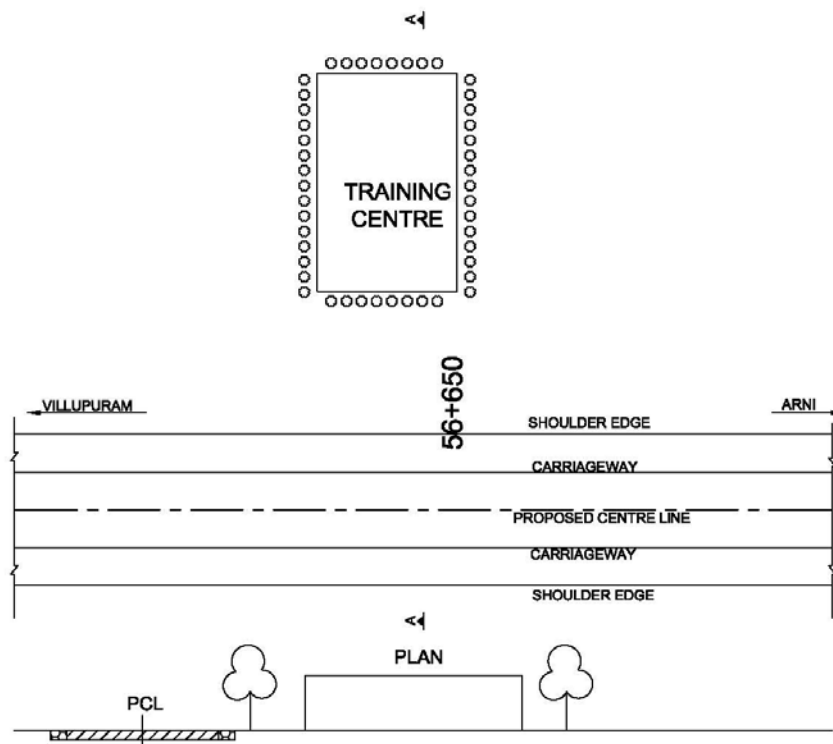 A
TRAINING
CENTRE
56+650
VILLUPURAM
ARNI
SHOULDER EDGE
CARRIAGEWAY
PROPOSED CENTRE LINE
CARRIAGEWAY
SHOULDER EDGE
A
PLAN
PCL